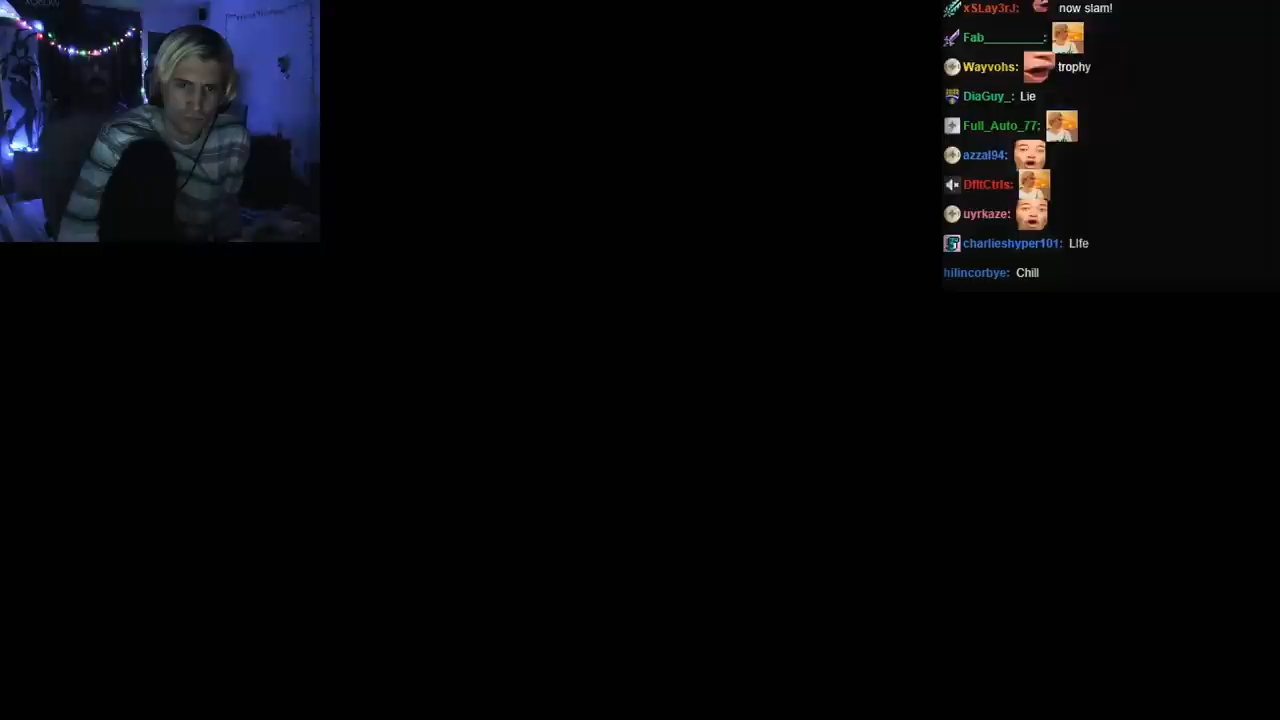 xSLay3rJ: now slam!
Fab________:
Wayvohs: trophy
DiaGuy_: Lie
Full_Auto_77:
azzal94:
DfltCtrls:
uyrkaze:
charlieshyper101: LIfe
hilincorbye: Chill